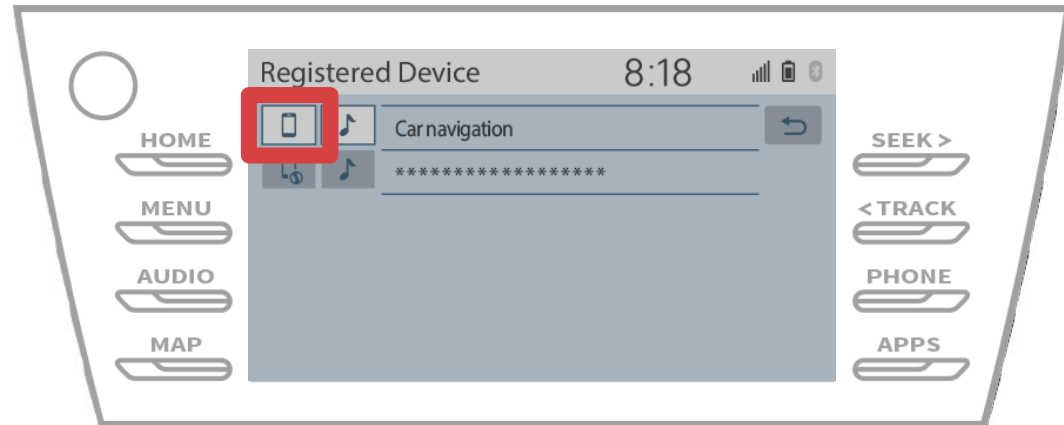 Registered Device 8:18
HOME
Car navigation
SEEK >
******************
MENU
< TRACK
AUDIO
PHONE
MAP
APPS